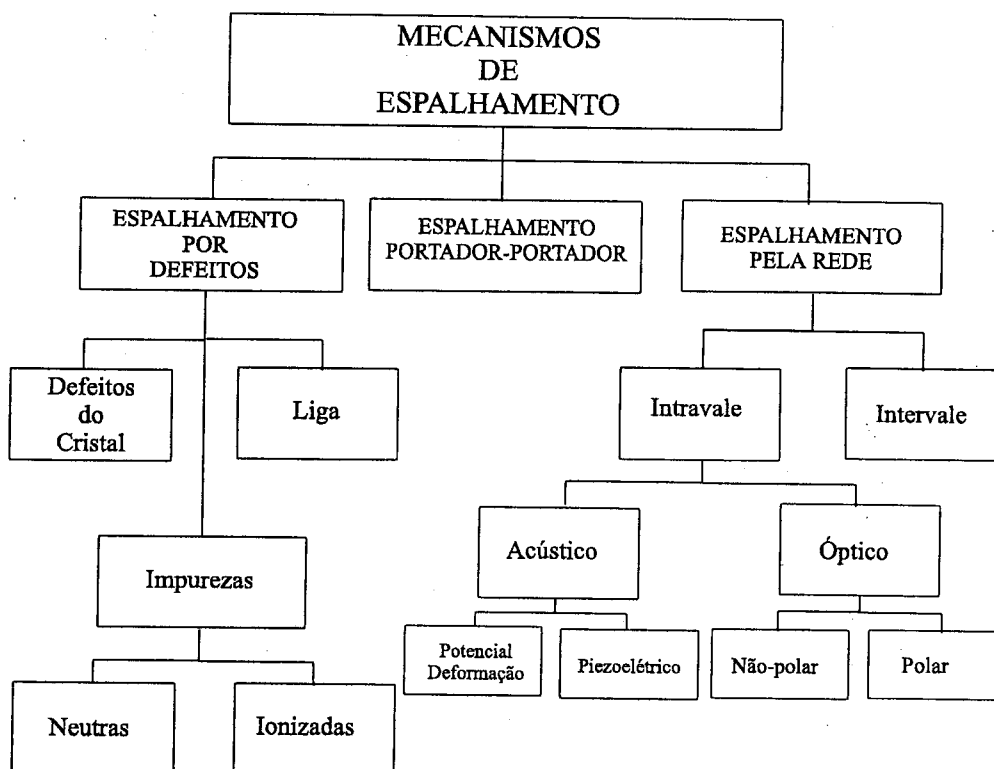 MECANISMOS
DE
ESPALHAMENTO
ESPALHAMENTO
POR
DEFEITOS
ESPALHAMENTO
PORTADOR-PORTADOR
ESPALHAMENTO
PELA REDE
Defeitos
do
Cristal
Liga
Intravale
Intervale
Impurezas
Acústico
Óptico
Potencial
Deformação
Piezoelétrico
Não-polar
Polar
Neutras
Ionizadas